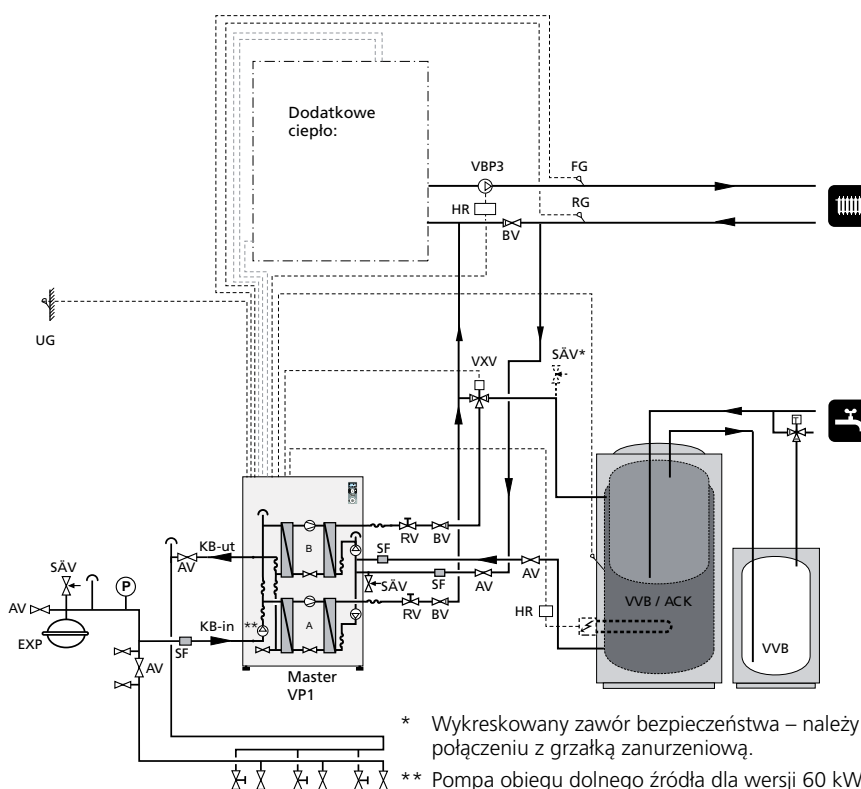 Dodatkowe
ciepło:
VBP3
FG
HR
RG
BV
UG
VXV
SÄV*
T
KB-ut
AV
B
RV
BV
SF
SÄV
SÄV
SF
AV
AV
P
AV
EXP
KB-in
**
A
RV
BV
HR
VVB / ACK
VVB
SF
AV
Master
VP1
* Wykreskowany zawór bezpieczeństwa – należy
połączeniu z grzałką zanurzeniową.
** Pompa obiegu dolnego źródła dla wersji 60 kW